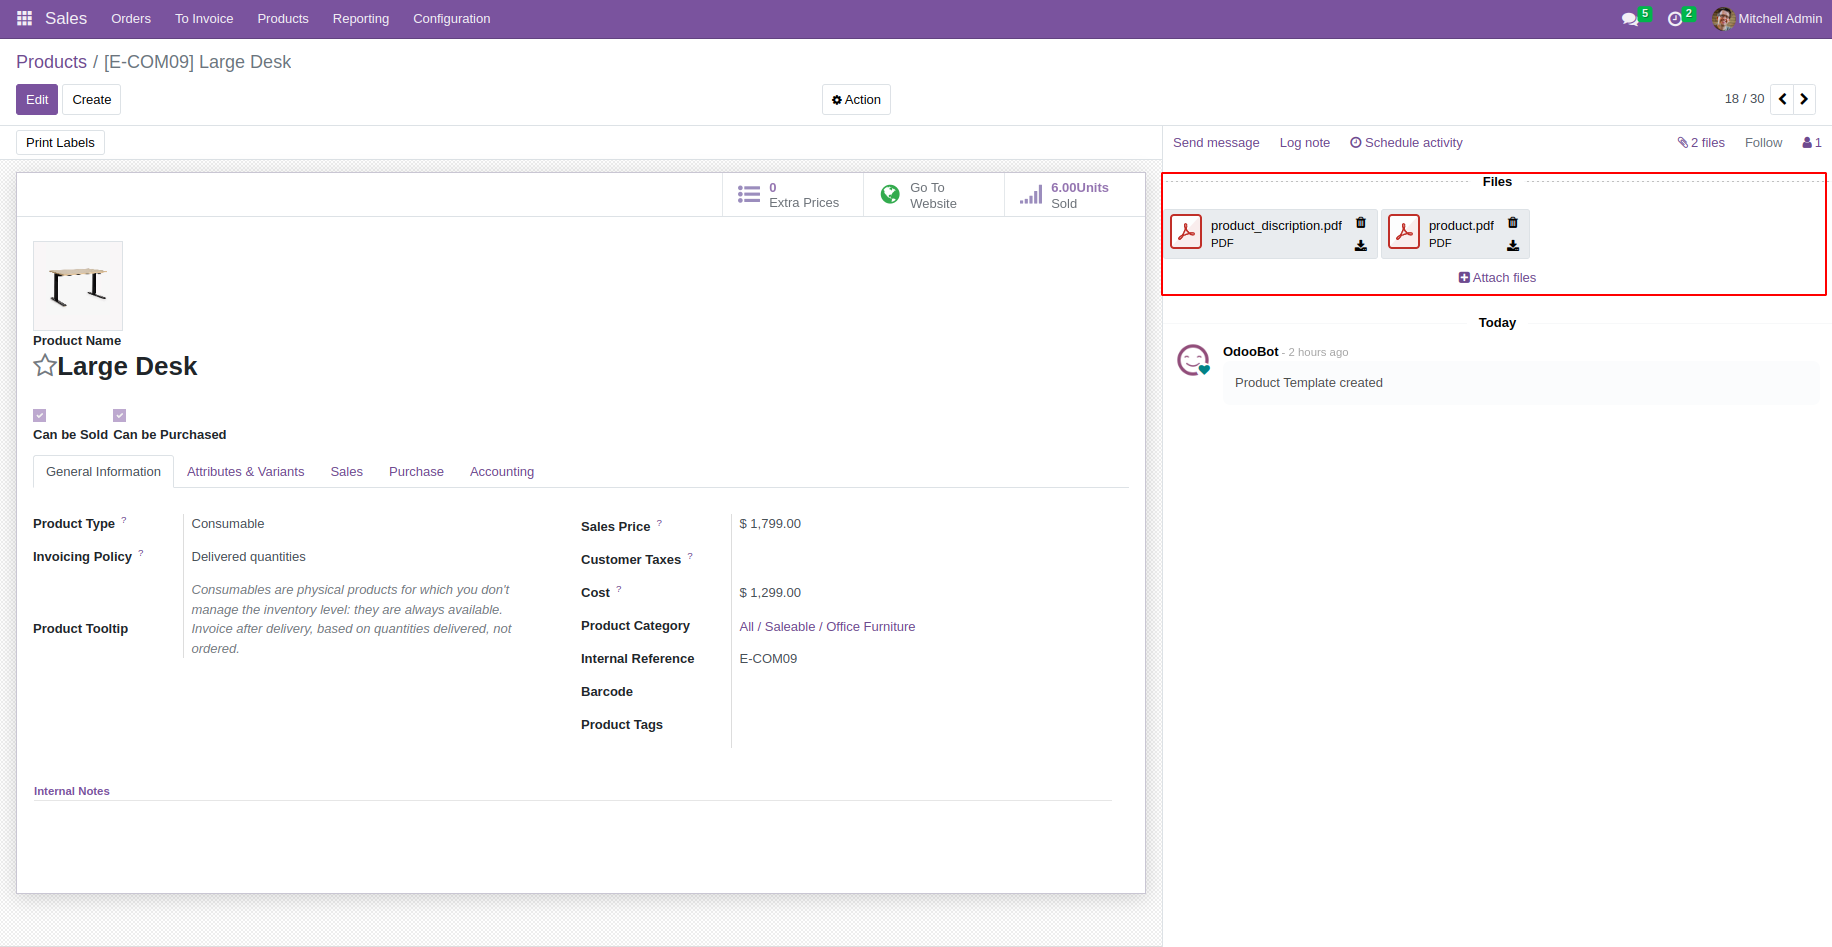 Sales Orders To Invoice Products Reporting Configuration 5 2 Mitchell Admin
Products / [E-COM09] Large Desk
Edit Create Action 18 / 30
Print Labels
Send message Log note Schedule activity 2 files Follow 1
0
Extra Prices
Go To
Website
6.00Units
Sold
Product Name
Large Desk
Can be Sold Can be Purchased
General Information Attributes & Variants Sales Purchase Accounting
Product Type ? Consumable
Invoicing Policy ? Delivered quantities
Product Tooltip
Consumables are physical products for which you don't
manage the inventory level: they are always available.
Invoice after delivery, based on quantities delivered, not
ordered.
Sales Price ? $ 1,799.00
Customer Taxes ?
Cost ? $ 1,299.00
Product Category All / Saleable / Office Furniture
Internal Reference E-COM09
Barcode
Product Tags
Internal Notes
Files
product_discription.pdf
PDF
product.pdf
PDF
Attach files
Today
OdooBot - 2 hours ago
Product Template created